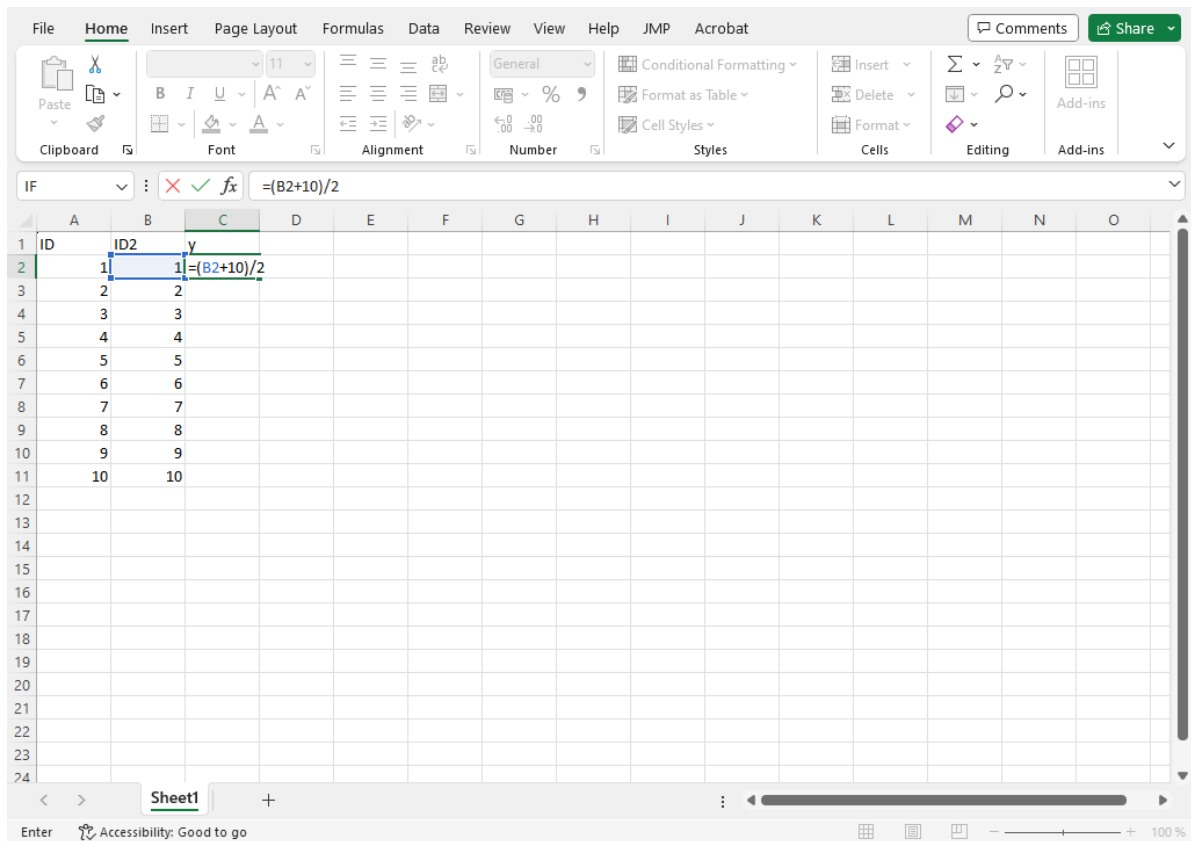 File Home Insert Page Layout Formulas Data Review View Help JMP Acrobat Comments Share
Paste
Clipboard
11
B I U A A
Font
ab
Alignment
General
% 9
Number
Conditional Formatting
Format as Table
Cell Styles
Styles
Insert
Delete
Format
Cells
Editing
Add-ins
Add-ins
IF fx =(B2+10)/2
A B C D E F G H I J K L M N O
1 ID ID2 y
2 1 1 =(B2+10)/2
3 2 2
4 3 3
5 4 4
6 5 5
7 6 6
8 7 7
9 8 8
10 9 9
11 10 10
12
13
14
15
16
17
18
19
20
21
22
23
24
Sheet1
Enter Accessibility: Good to go 100 %